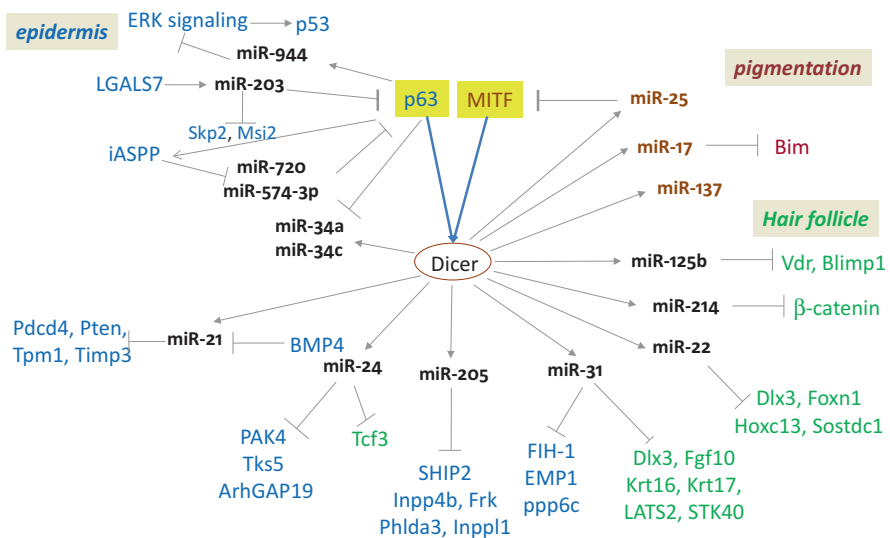 epidermis
ERK signaling
p53
miR-944
LGALS7
miR-203
Skp2, Msi2
iASPP
miR-720
miR-574-3p
miR-34a
miR-34c
p63
MITF
pigmentation
miR-25
miR-17
Bim
miR-137
Hair follicle
Dicer
miR-125b
Vdr, Blimp1
miR-214
β-catenin
miR-22
Dlx3, Foxn1
Hoxc13, Sostdc1
Pdcd4, Pten,
Tpm1, Timp3
miR-21
BMP4
miR-24
PAK4
Tks5
ArhGAP19
Tcf3
miR-205
SHIP2
Inpp4b, Frk
Phlda3, Inppl1
miR-31
FIH-1
EMP1
ppp6c
Dlx3, Fgf10
Krt16, Krt17,
LATS2, STK40